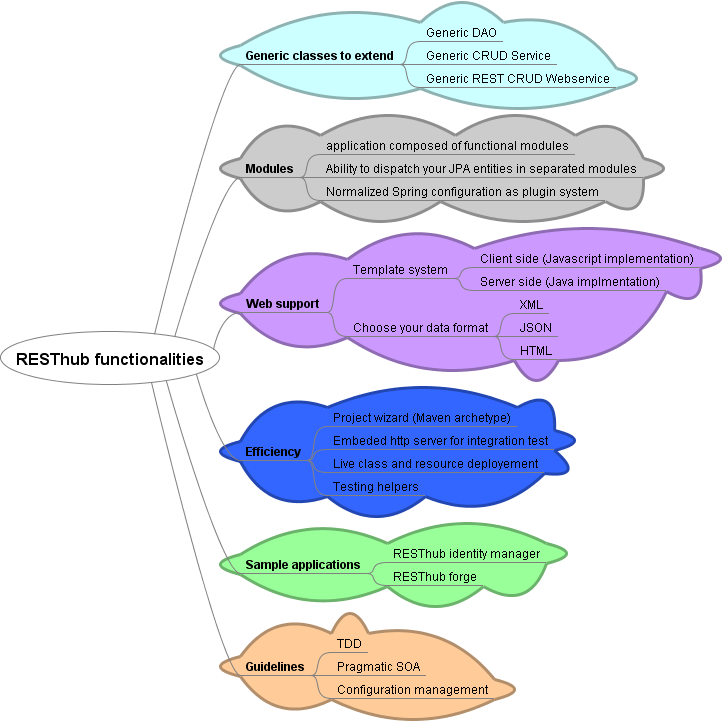 RESThub functionalities
Generic classes to extend
Generic DAO
Generic CRUD Service
Generic REST CRUD Webservice
Modules
application composed of functional modules
Ability to dispatch your JPA entities in separated modules
Normalized Spring configuration as plugin system
Web support
Template system
Client side (Javascript implementation)
Server side (Java implmentation)
Choose your data format
XML
JSON
HTML
Efficiency
Project wizard (Maven archetype)
Embeded http server for integration test
Live class and resource deployement
Testing helpers
Sample applications
RESThub identity manager
RESThub forge
Guidelines
TDD
Pragmatic SOA
Configuration management